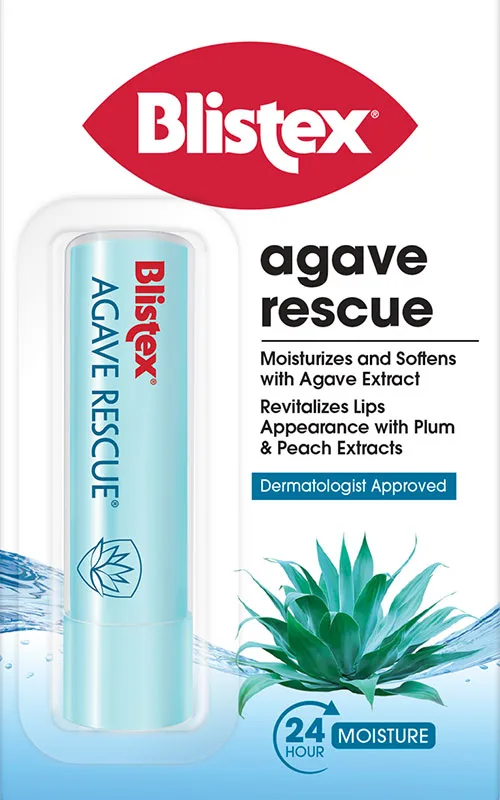 Blistex®
agave
rescue
Moisturizes and Softens
with Agave Extract
Revitalizes Lips
Appearance with Plum
& Peach Extracts
Dermatologist Approved
Blistex®
AGAVE RESCUE®
24
HOUR
MOISTURE